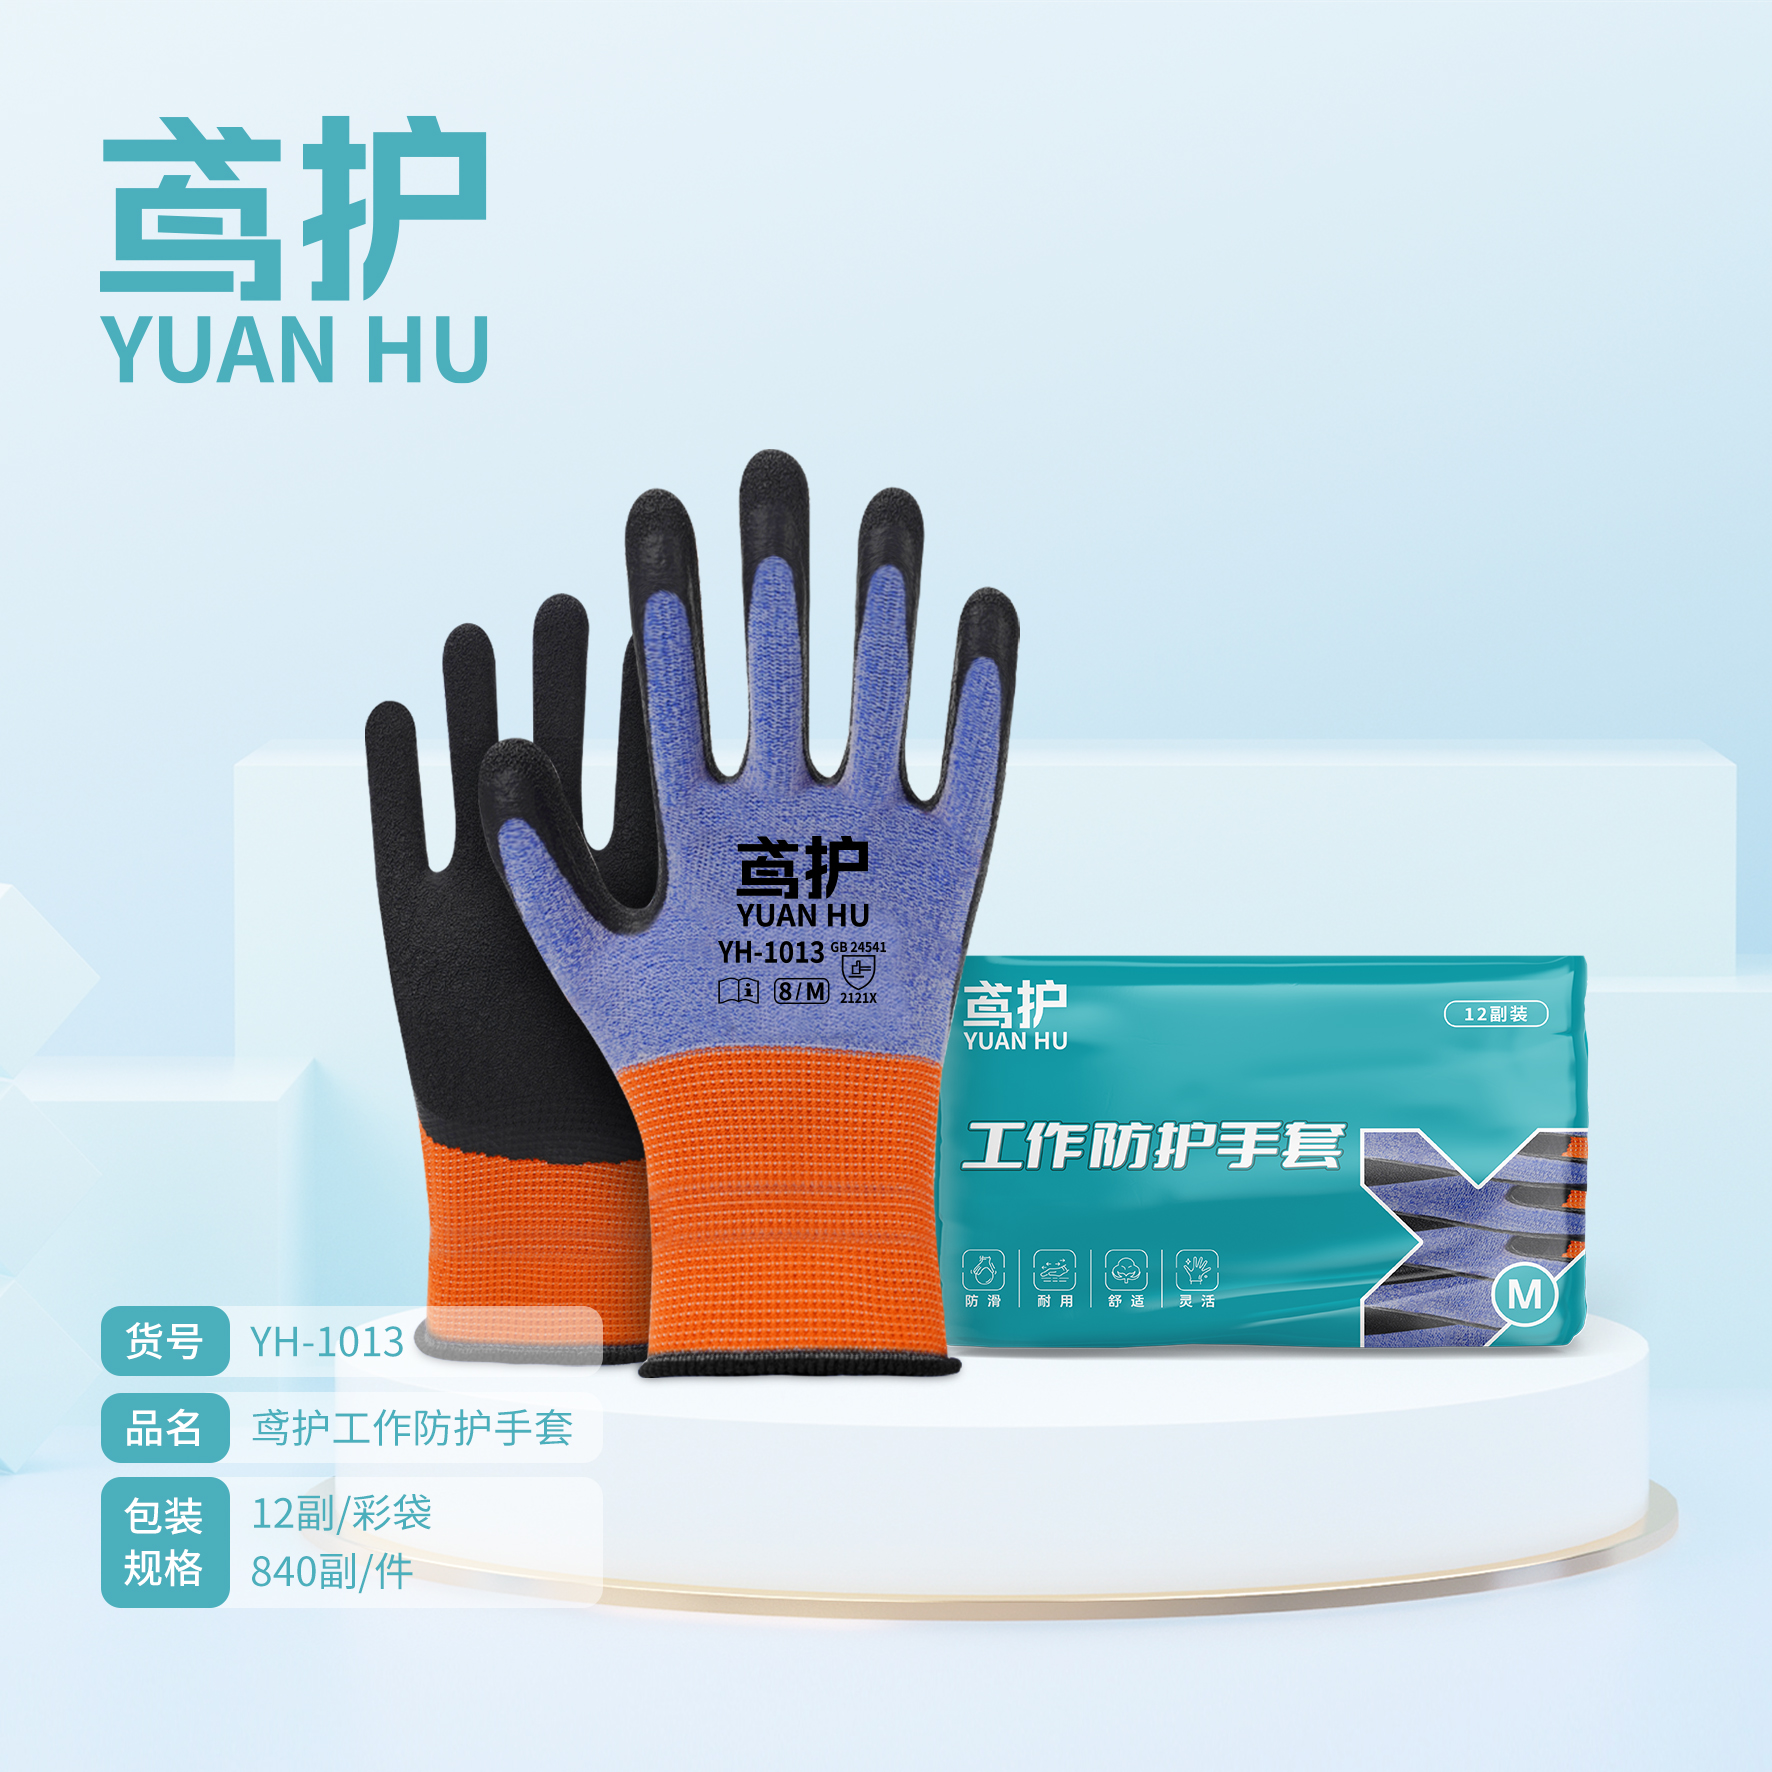 鸢护
YUAN HU
鸢护
YUAN HU
YH-1013 GB 24541
8/M
2121X
鸢护
YUAN HU
12副装
工作防护手套
防滑
耐用
舒适
灵活
M
货号 YH-1013
品名 鸢护工作防护手套
包装规格
12副/彩袋
840副/件